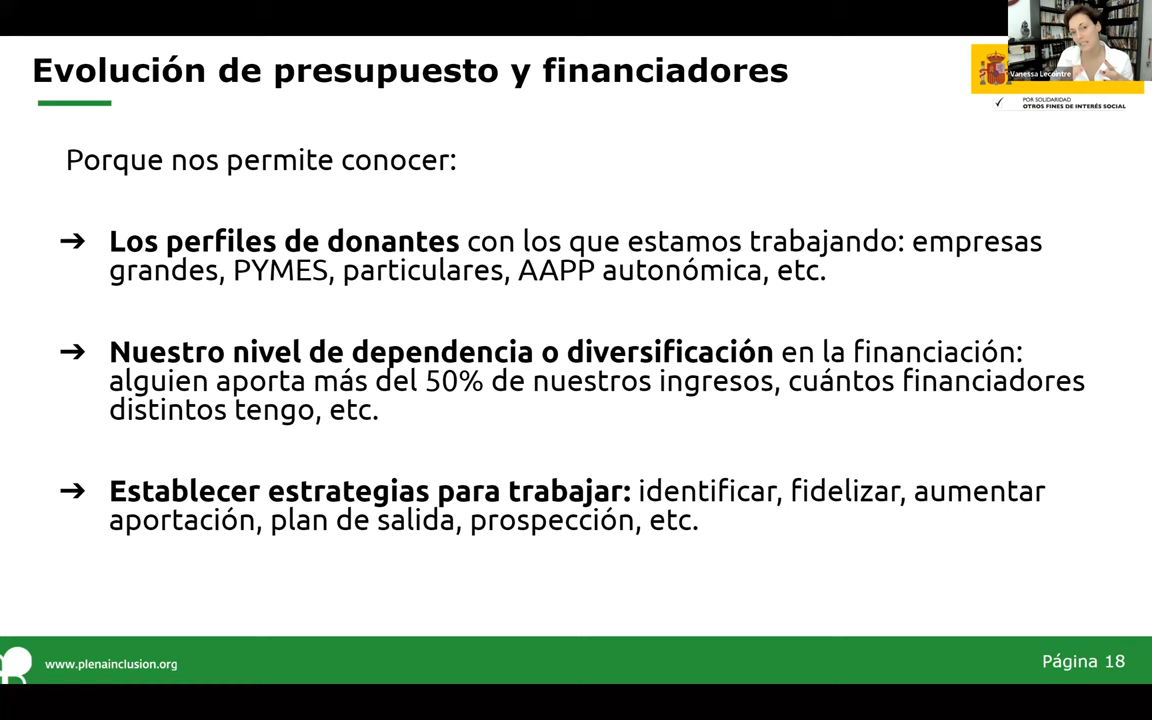 Evolución de presupuesto y financiadores
Vanessa Lecointre
POR SOLIDARIDAD
OTROS FINES DE INTERÉS SOCIAL
Porque nos permite conocer:
➔ Los perfiles de donantes con los que estamos trabajando: empresas
grandes, PYMES, particulares, AAPP autonómica, etc.
➔ Nuestro nivel de dependencia o diversificación en la financiación:
alguien aporta más del 50% de nuestros ingresos, cuántos financiadores
distintos tengo, etc.
➔ Establecer estrategias para trabajar: identificar, fidelizar, aumentar
aportación, plan de salida, prospección, etc.
www.plenainclusion.org
Página 18